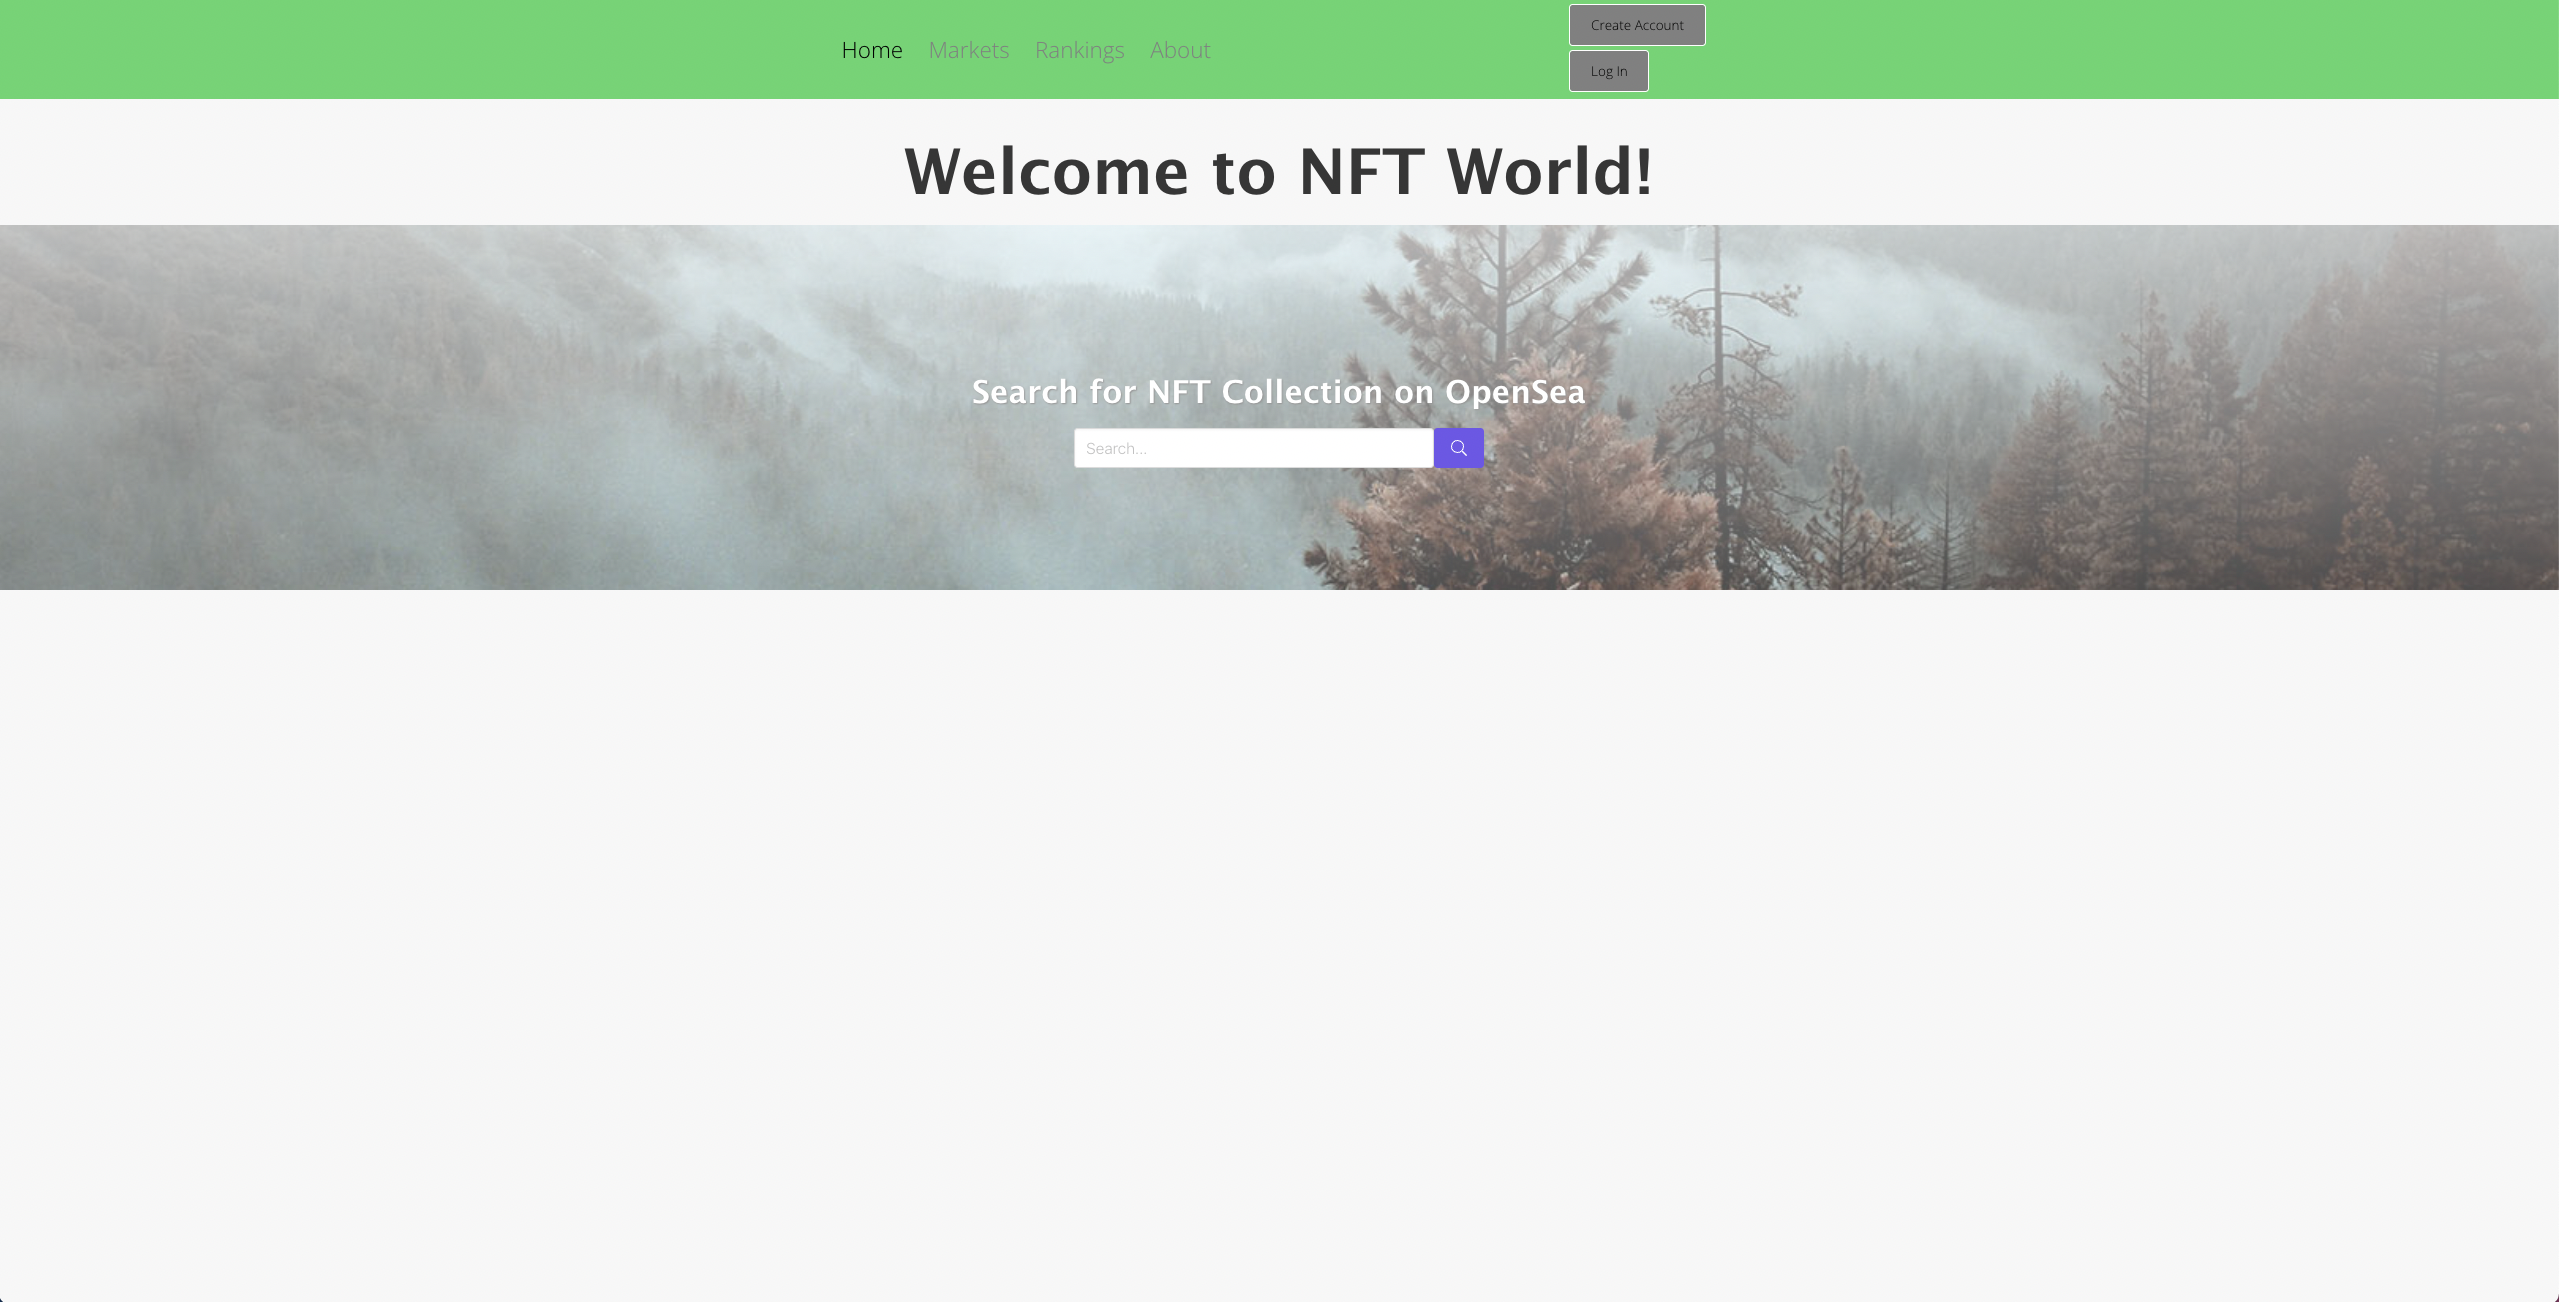 Home Markets Rankings About
Create Account
Log In
Welcome to NFT World!
Search for NFT Collection on OpenSea
Search...